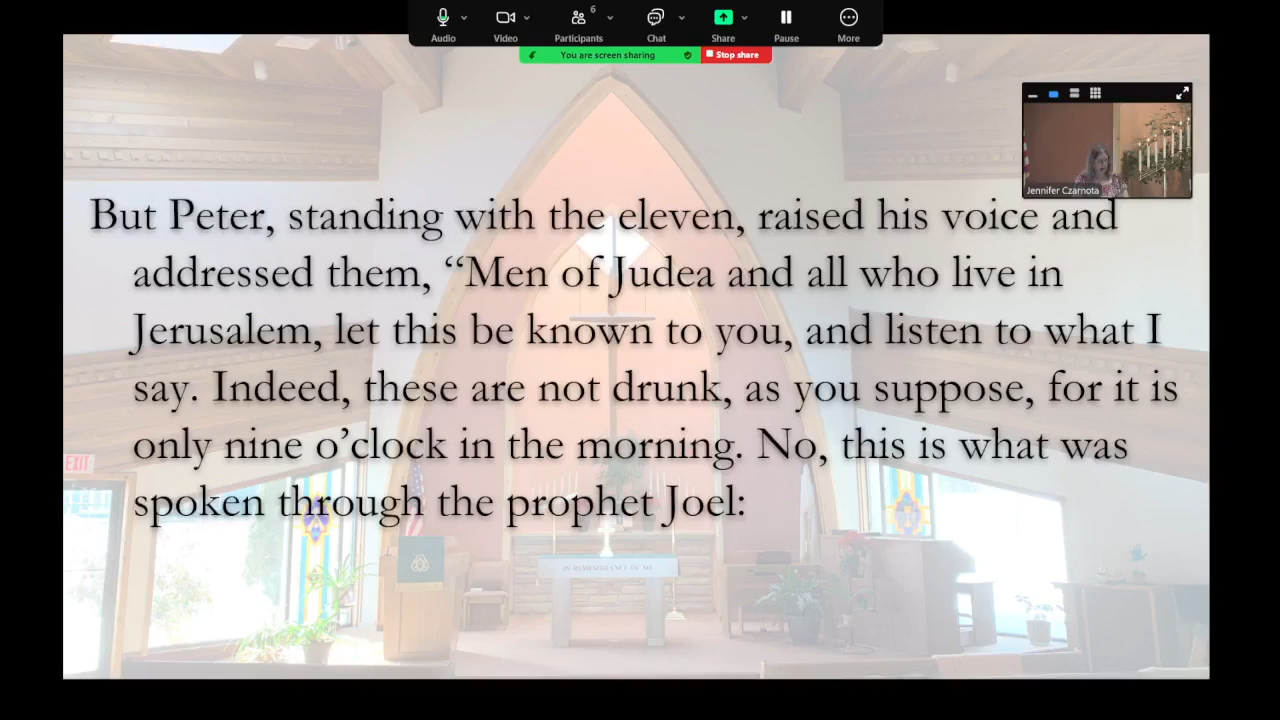 6
Audio
Video
Participants
Chat
Share
Pause
More
You are screen sharing
Stop share
Jennifer Czarnota
But Peter, standing with the eleven, raised his voice and
addressed them, “Men of Judea and all who live in
Jerusalem, let this be known to you, and listen to what I
say. Indeed, these are not drunk, as you suppose, for it is
only nine o’clock in the morning. No, this is what was
spoken through the prophet Joel:
EXIT
IN REMEMBRANCE OF ME